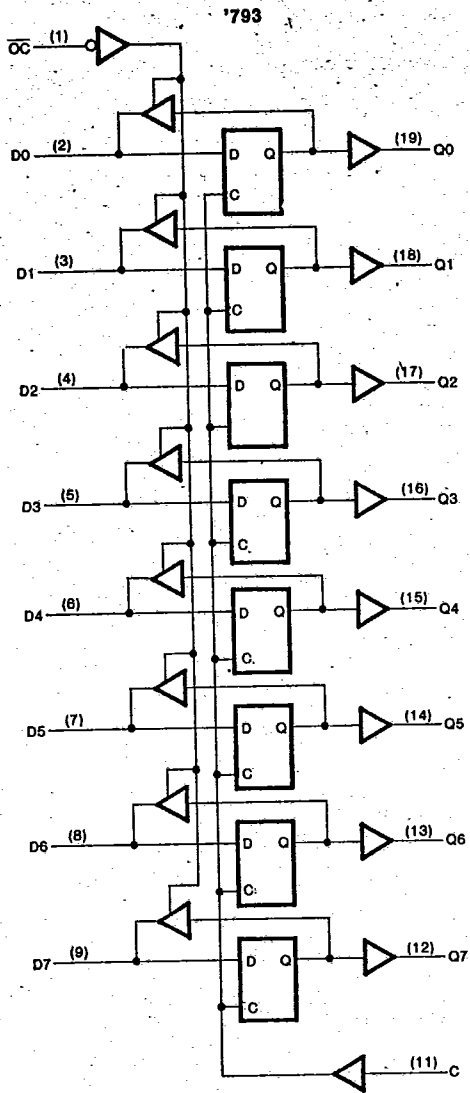 '793
OC (1)
D0 (2) D Q (19) Q0
C
D1 (3) D Q (18) Q1
C
D2 (4) D Q (17) Q2
C
D3 (5) D Q (16) Q3
C
D4 (6) D Q (15) Q4
C
D5 (7) D Q (14) Q5
C
D6 (8) D Q (13) Q6
C
D7 (9) D Q (12) Q7
C
(11) C